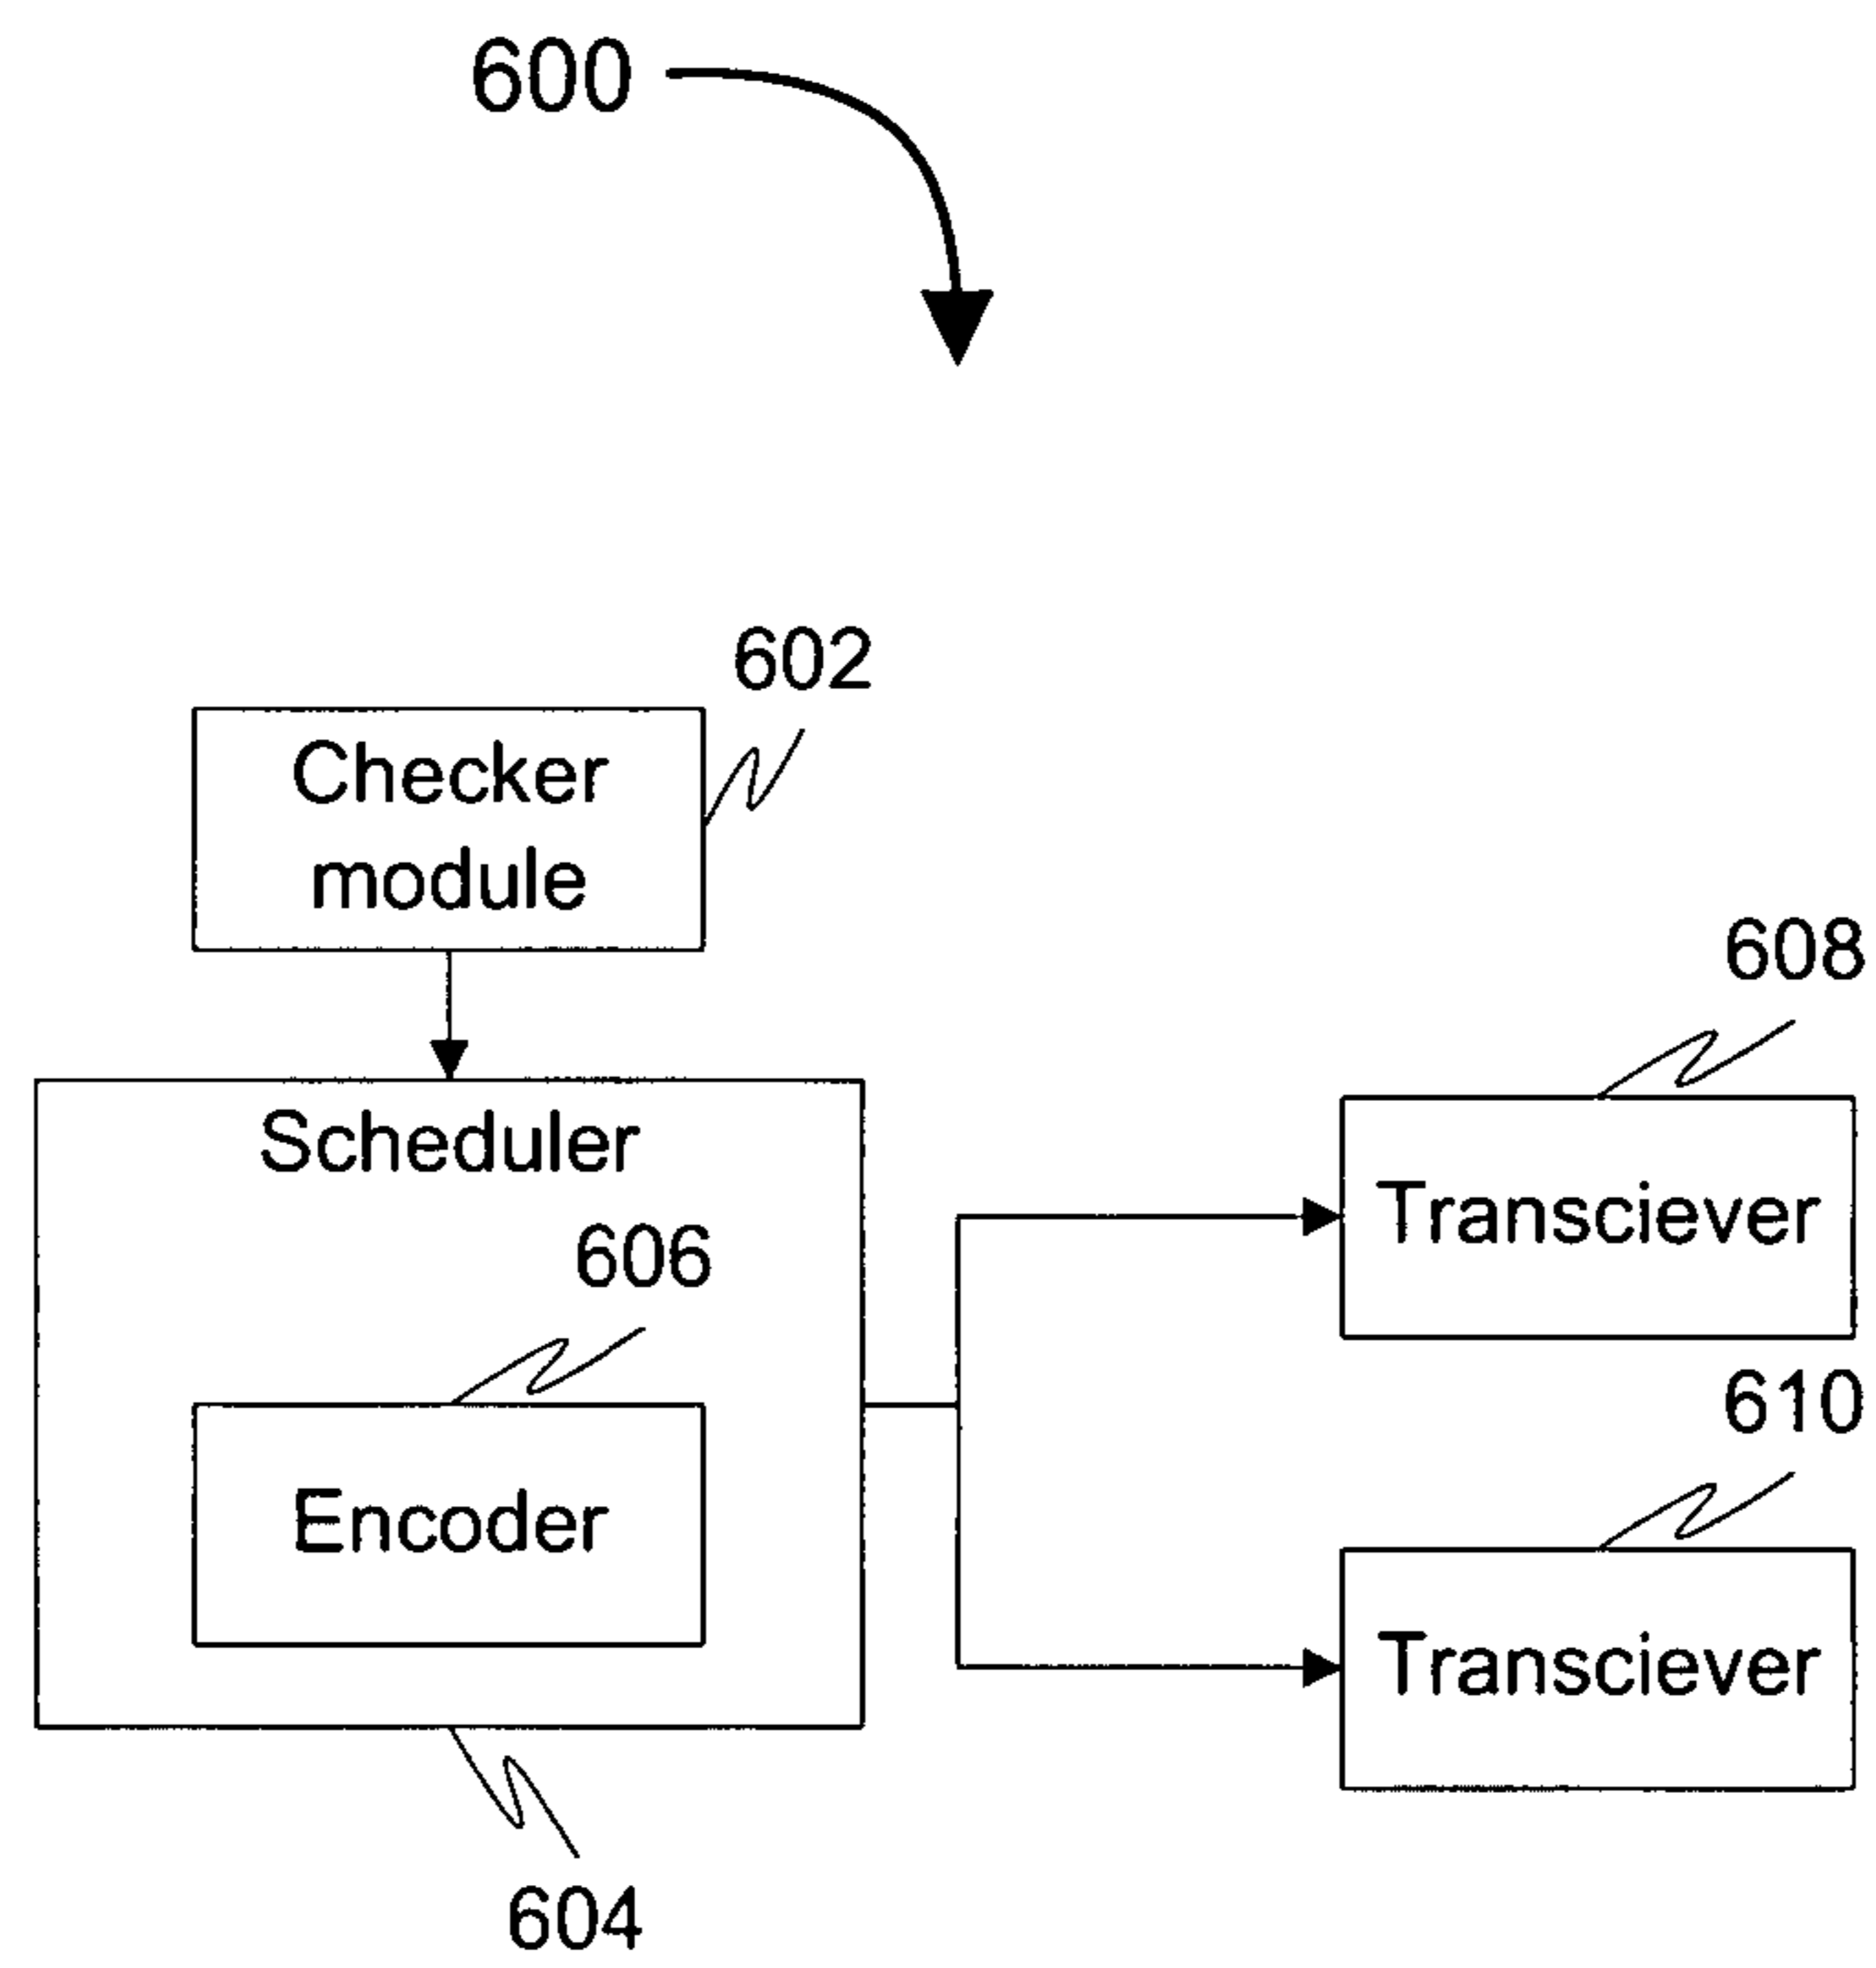 600
602
Checker
module
608
Scheduler
Transciever
606
610
Encoder
Transciever
604